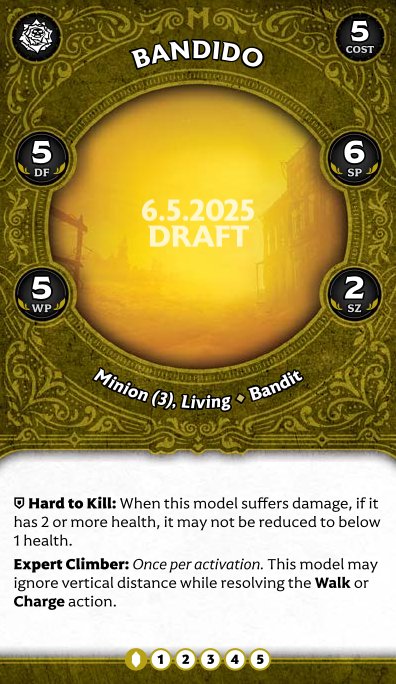 M
5
COST
BANDIDO
5
DF
6
SP
6.5.2025
DRAFT
5
WP
2
SZ
Minion (3), Living ⬥ Bandit
Hard to Kill: When this model suffers damage, if it
has 2 or more health, it may not be reduced to below
1 health.
Expert Climber: Once per activation. This model may
ignore vertical distance while resolving the Walk or
Charge action.
1 2 3 4 5